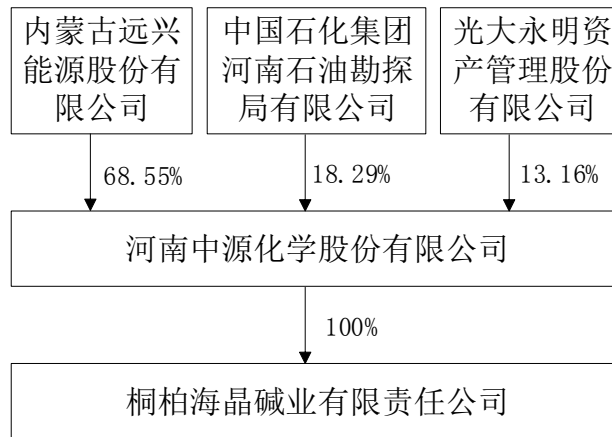 内蒙古远兴
能源股份有
限公司
中国石化集团
河南石油勘探
局有限公司
光大永明资
产管理股份
有限公司
68.55%
18.29%
13.16%
河南中源化学股份有限公司
100%
桐柏海晶碱业有限责任公司